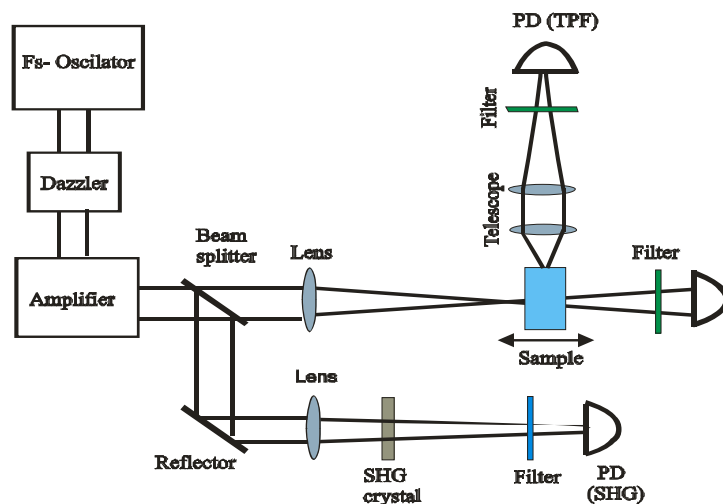 PD (TPF)
Fs- Oscilator
Filter
Dazzler
Telescope
Beam
splitter
Lens
Filter
Amplifier
Sample
Lens
Reflector
SHG
crystal
Filter
PD
(SHG)